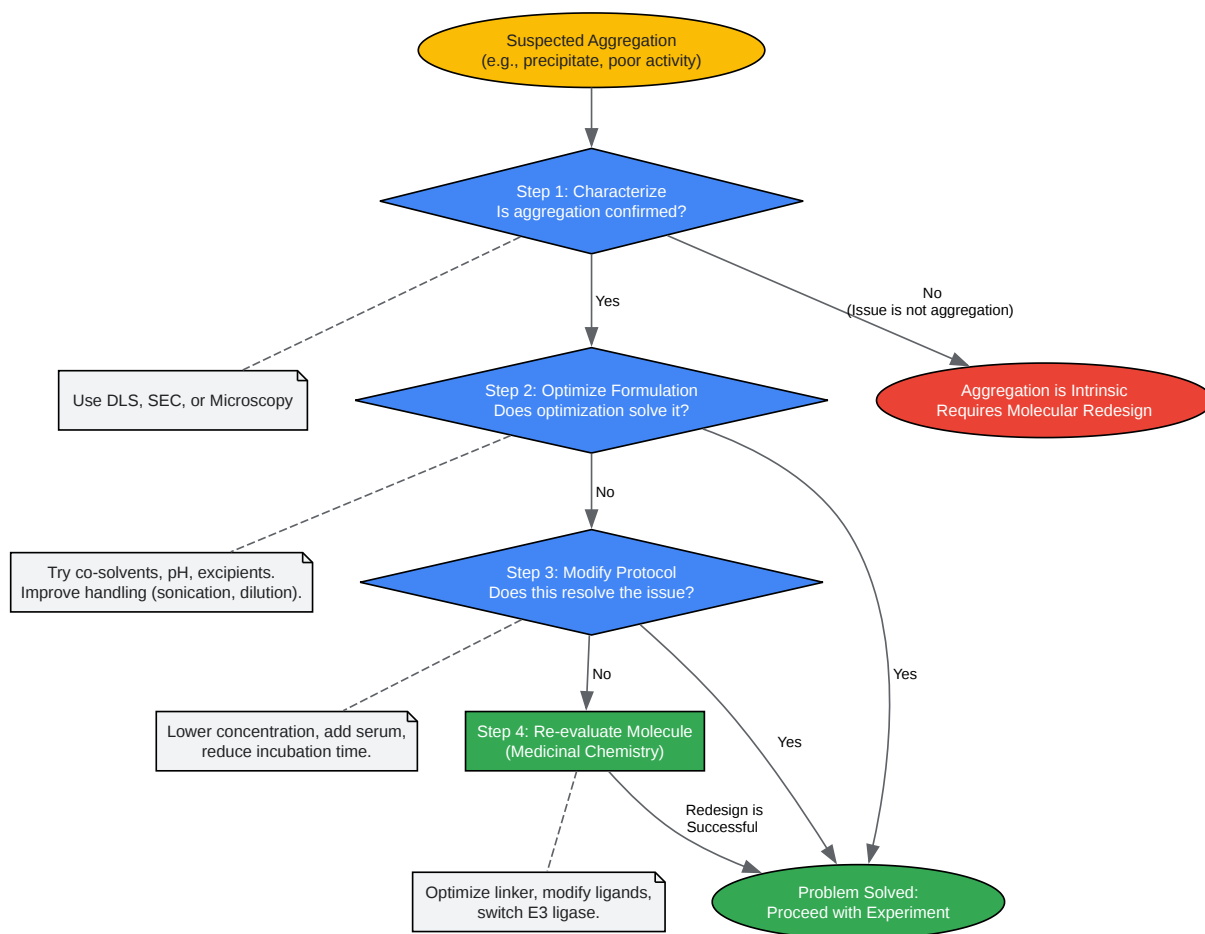 Suspected Aggregation
(e.g., precipitate, poor activity)
Step 1: Characterize
Is aggregation confirmed?
No
(Issue is not aggregation)
Yes
Use DLS, SEC, or Microscopy
Step 2: Optimize Formulation
Does optimization solve it?
Aggregation is Intrinsic
Requires Molecular Redesign
No
Try co-solvents, pH, excipients.
Improve handling (sonication, dilution).
Step 3: Modify Protocol
Does this resolve the issue?
No
Yes
Lower concentration, add serum,
reduce incubation time.
Step 4: Re-evaluate Molecule
(Medicinal Chemistry)
Yes
Redesign is
Successful
Optimize linker, modify ligands,
switch E3 ligase.
Problem Solved:
Proceed with Experiment